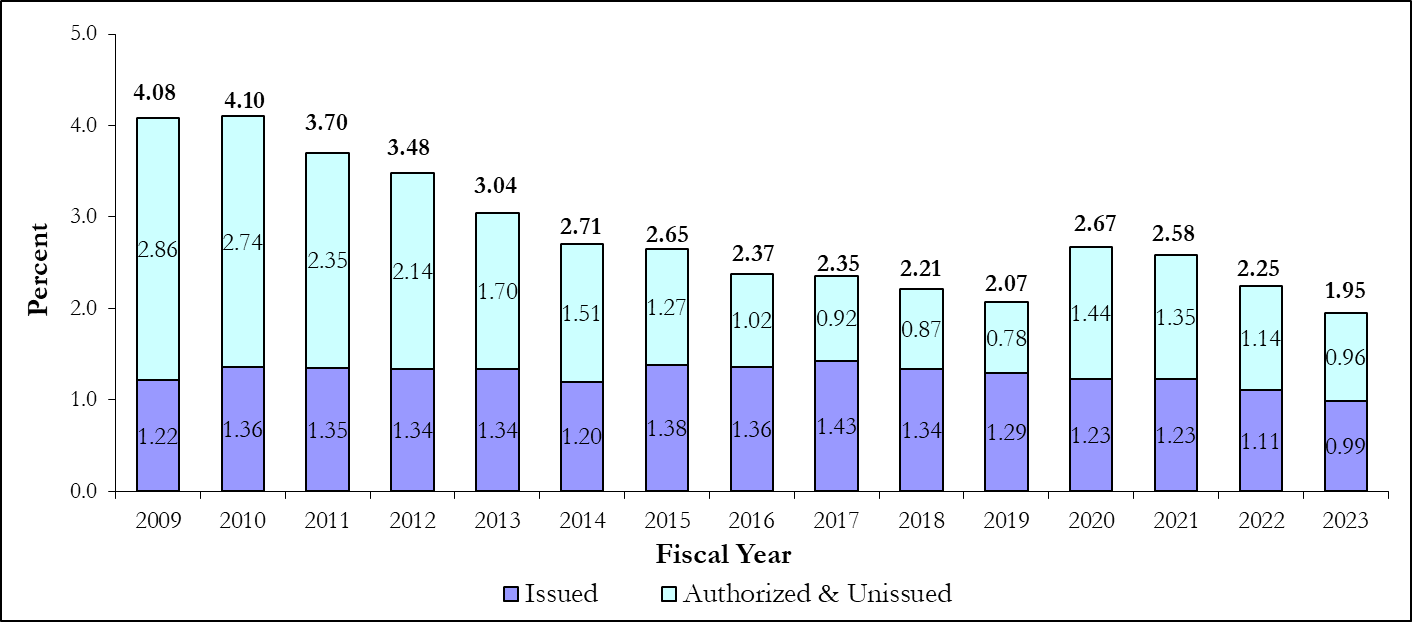 5.0
4.08 4.10 3.70 3.48 3.04 2.71 2.65 2.37 2.35 2.21 2.07 2.67 2.58 2.25 1.95
4.0
3.0
2.0
1.0
0.0
Percent
2.86 2.74 2.35 2.14 1.70 1.51 1.27 1.02 0.92 0.87 0.78 1.44 1.35 1.14 0.96
1.22 1.36 1.35 1.34 1.34 1.20 1.38 1.36 1.43 1.34 1.29 1.23 1.23 1.11 0.99
2009 2010 2011 2012 2013 2014 2015 2016 2017 2018 2019 2020 2021 2022 2023
Fiscal Year
Issued Authorized & Unissued